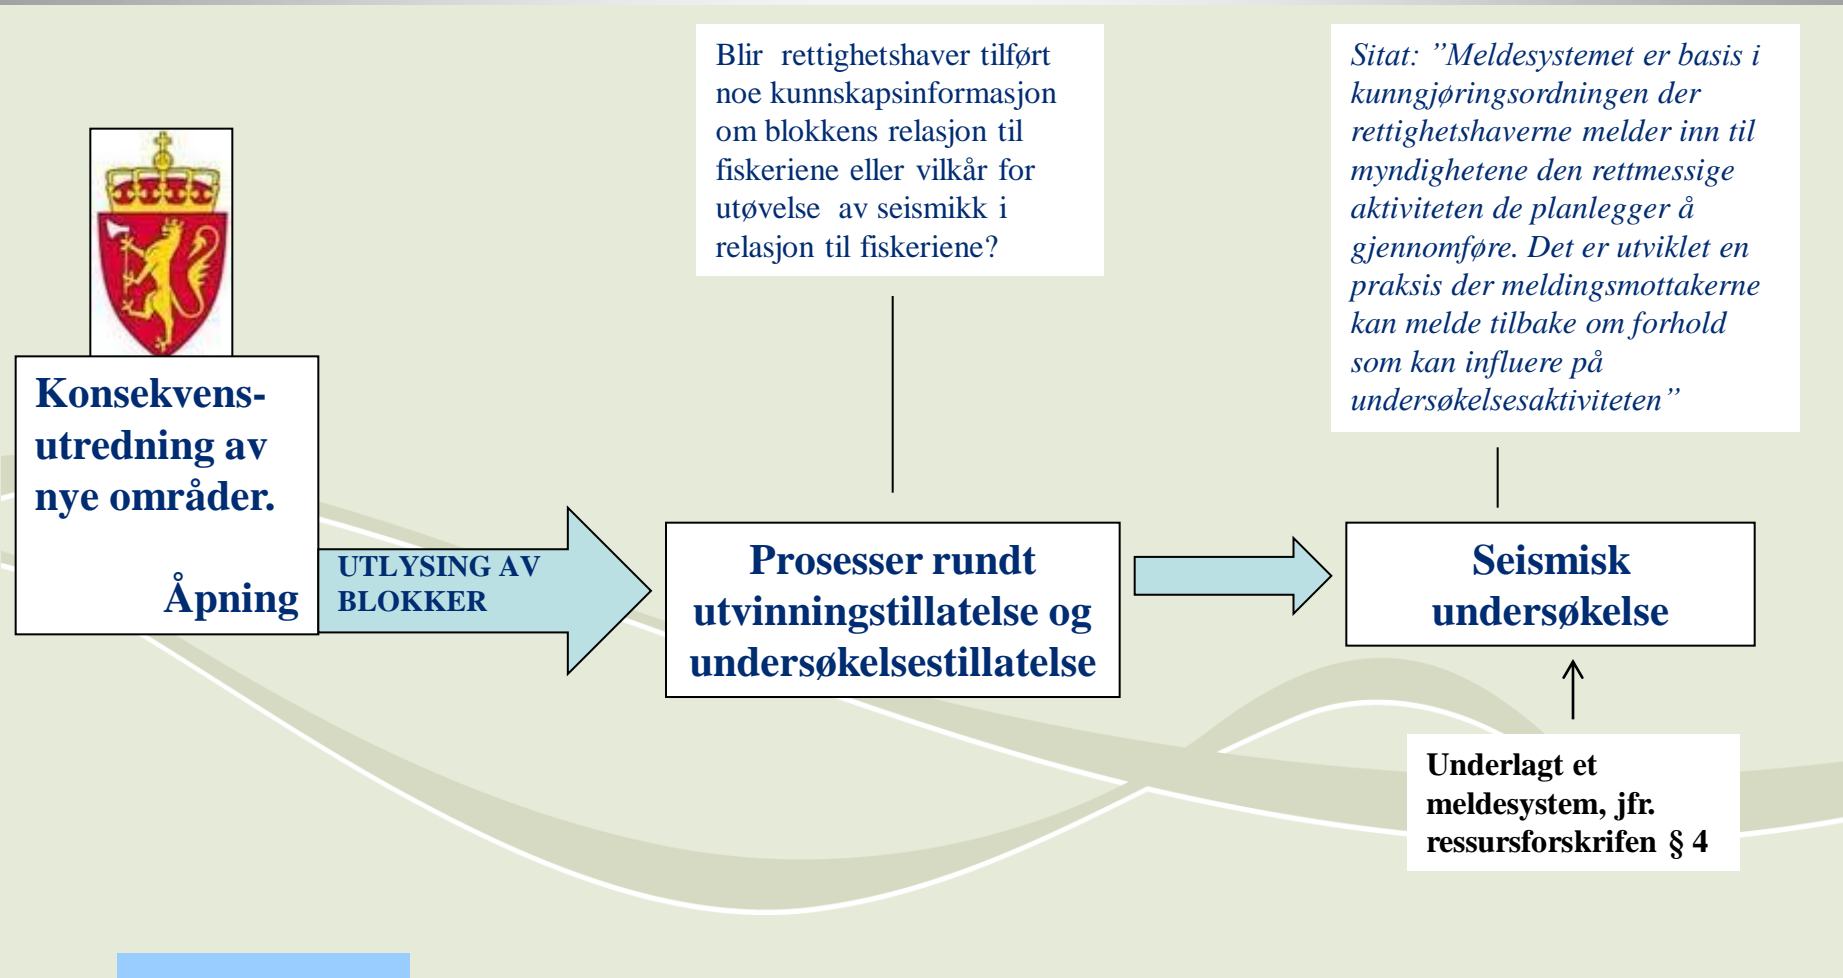 Blir rettighetshaver tilført
noe kunnskapsinformasjon
om blokkens relasjon til
fiskeriene eller vilkår for
utøvelse av seismikk i
relasjon til fiskeriene?
Sitat: ”Meldesystemet er basis i
kunngjøringsordningen der
rettighetshaverne melder inn til
myndighetene den rettmessige
aktiviteten de planlegger å
gjennomføre. Det er utviklet en
praksis der meldingsmottakerne
kan melde tilbake om forhold
som kan influere på
undersøkelsesaktiviteten”
Konsekvens-
utredning av
nye områder.
Åpning
UTLYSING AV
BLOKKER
Prosesser rundt
utvinningstillatelse og
undersøkelsestillatelse
Seismisk
undersøkelse
Underlagt et
meldesystem, jfr.
ressursforskrifen § 4